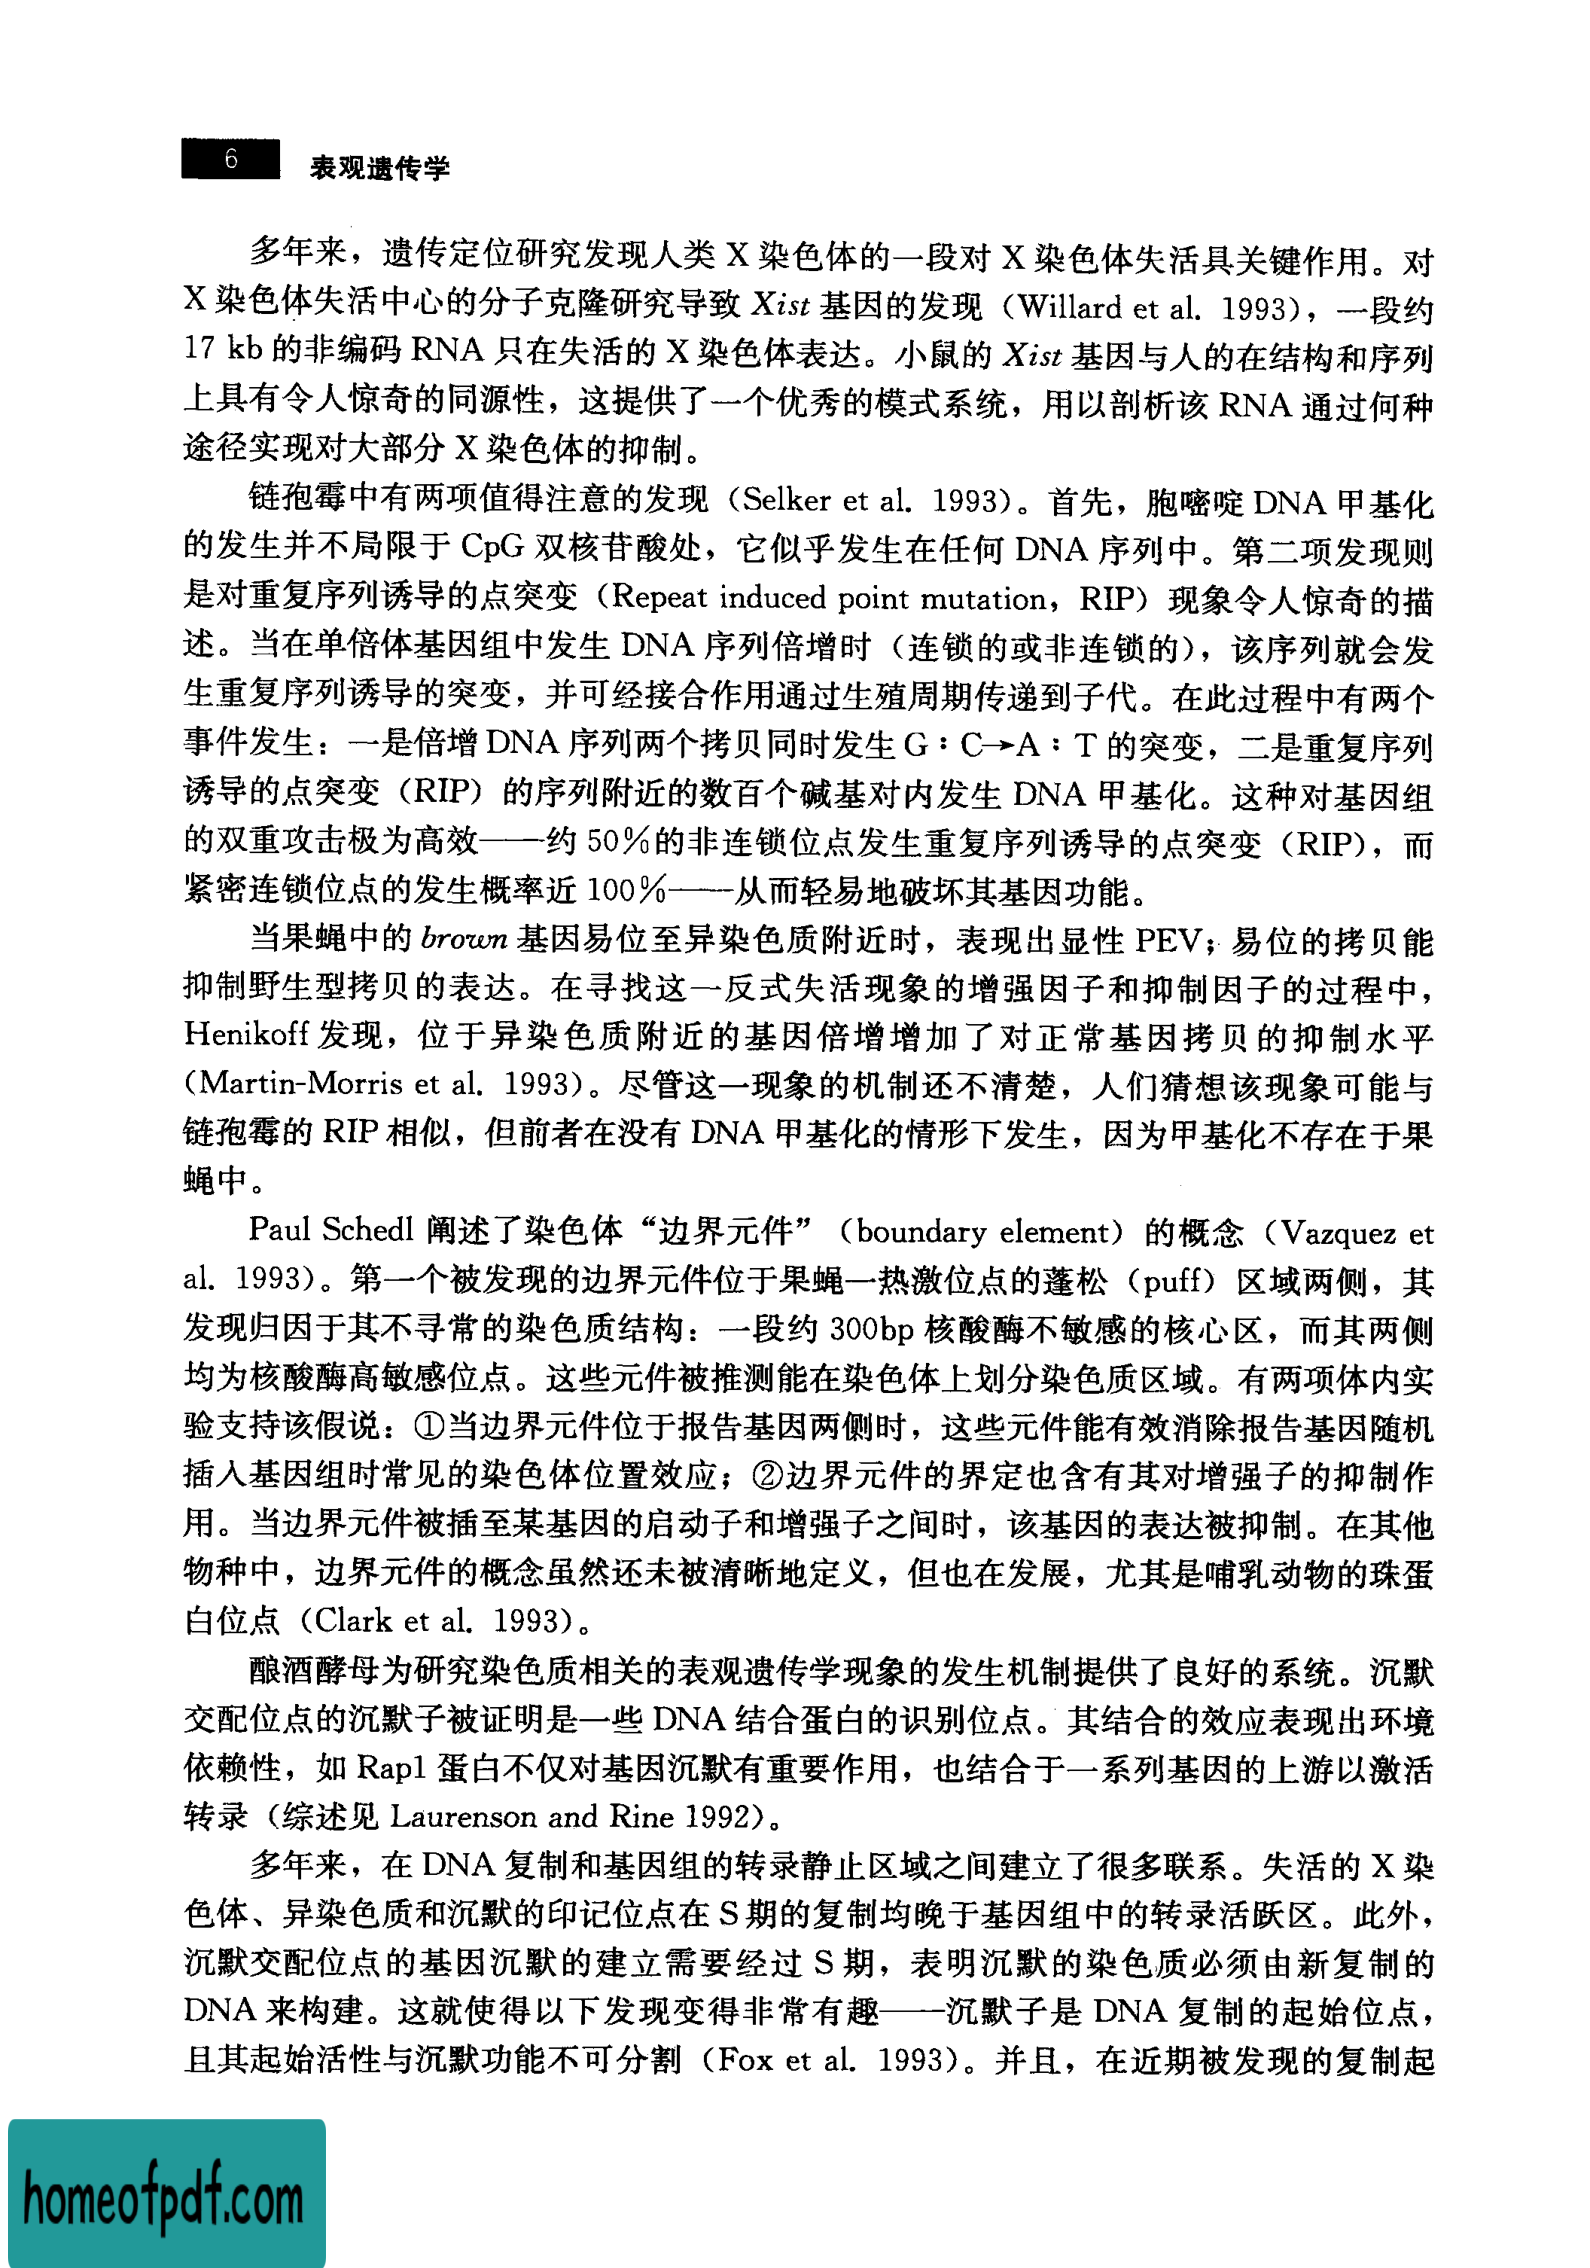 6 表观遗传学
多年来，遗传定位研究发现人类 X 染色体的一段对 X 染色体失活具关键作用。对
X 染色体失活中心的分子克隆研究导致 Xist 基因的发现（Willard et al. 1993），一段约
17 kb 的非编码 RNA 只在失活的 X 染色体表达。小鼠的 Xist 基因与人的在结构和序列
上具有令人惊奇的同源性，这提供了一个优秀的模式系统，用以剖析该 RNA 通过何种
途径实现对大部分 X 染色体的抑制。
链孢霉中有两项值得注意的发现（Selker et al. 1993）。首先，胞嘧啶 DNA 甲基化
的发生并不局限于 CpG 双核苷酸处，它似乎发生在任何 DNA 序列中。第二项发现则
是对重复序列诱导的点突变（Repeat induced point mutation，RIP）现象令人惊奇的描
述。当在单倍体基因组中发生 DNA 序列倍增时（连锁的或非连锁的），该序列就会发
生重复序列诱导的突变，并可经接合作用通过生殖周期传递到子代。在此过程中有两个
事件发生：一是倍增 DNA 序列两个拷贝同时发生 G：C→A：T 的突变，二是重复序列
诱导的点突变（RIP）的序列附近的数百个碱基对内发生 DNA 甲基化。这种对基因组
的双重攻击极为高效——约 50％的非连锁位点发生重复序列诱导的点突变（RIP），而
紧密连锁位点的发生概率近 100％——从而轻易地破坏其基因功能。
当果蝇中的 brown 基因易位至异染色质附近时，表现出显性 PEV；易位的拷贝能
抑制野生型拷贝的表达。在寻找这一反式失活现象的增强因子和抑制因子的过程中，
Henikoff 发现，位于异染色质附近的基因倍增增加了对正常基因拷贝的抑制水平
（Martin-Morris et al. 1993）。尽管这一现象的机制还不清楚，人们猜想该现象可能与
链孢霉的 RIP 相似，但前者在没有 DNA 甲基化的情形下发生，因为甲基化不存在于果
蝇中。
Paul Schedl 阐述了染色体“边界元件”（boundary element）的概念（Vazquez et
al. 1993）。第一个被发现的边界元件位于果蝇一热激位点的蓬松（puff）区域两侧，其
发现归因于其不寻常的染色质结构：一段约 300bp 核酸酶不敏感的核心区，而其两侧
均为核酸酶高敏感位点。这些元件被推测能在染色体上划分染色质区域。有两项体内实
验支持该假说：①当边界元件位于报告基因两侧时，这些元件能有效消除报告基因随机
插入基因组时常见的染色体位置效应；②边界元件的界定也含有其对增强子的抑制作
用。当边界元件被插至某基因的启动子和增强子之间时，该基因的表达被抑制。在其他
物种中，边界元件的概念虽然还未被清晰地定义，但也在发展，尤其是哺乳动物的珠蛋
白位点（Clark et al. 1993）。
酿酒酵母为研究染色质相关的表观遗传学现象的发生机制提供了良好的系统。沉默
交配位点的沉默子被证明是一些 DNA 结合蛋白的识别位点。其结合的效应表现出环境
依赖性，如 Rap1 蛋白不仅对基因沉默有重要作用，也结合于一系列基因的上游以激活
转录（综述见 Laurenson and Rine 1992）。
多年来，在 DNA 复制和基因组的转录静止区域之间建立了很多联系。失活的 X 染
色体、异染色质和沉默的印记位点在 S 期的复制均晚于基因组中的转录活跃区。此外，
沉默交配位点的基因沉默的建立需要经过 S 期，表明沉默的染色质必须由新复制的
DNA 来构建。这就使得以下发现变得非常有趣——沉默子是 DNA 复制的起始位点，
且其起始活性与沉默功能不可分割（Fox et al. 1993）。并且，在近期被发现的复制起
homeofpdf.com